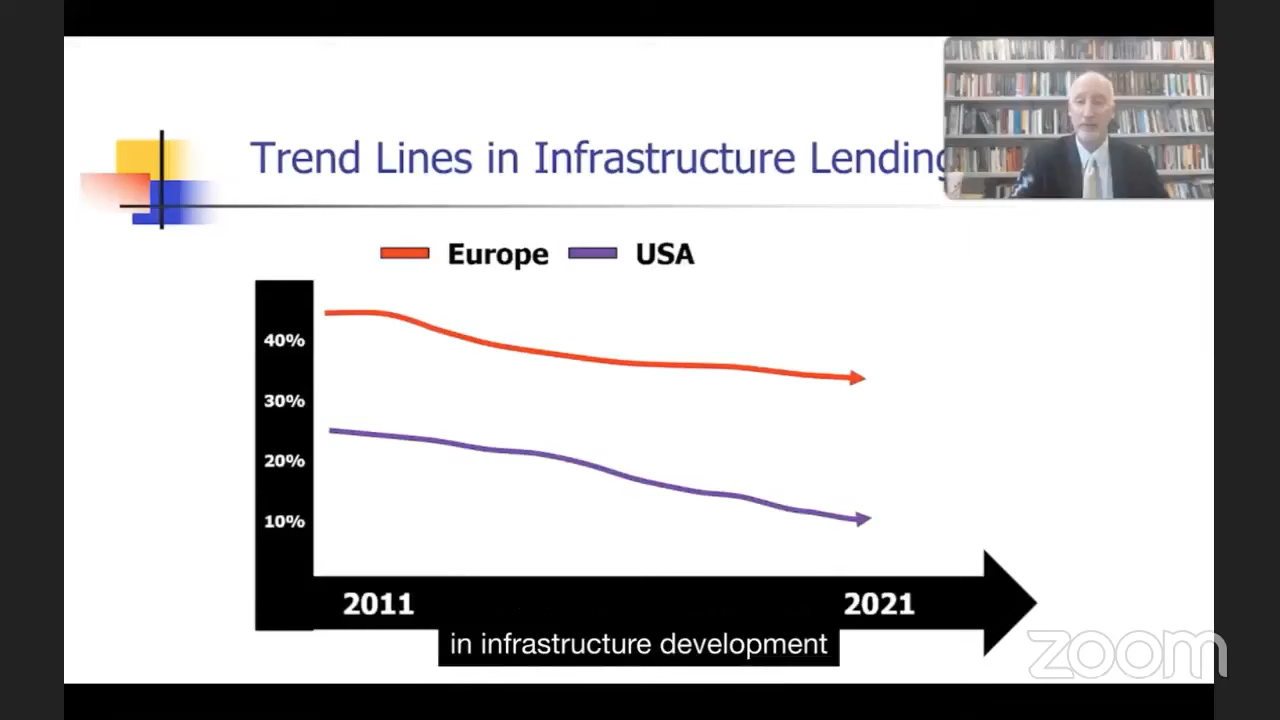 Trend Lines in Infrastructure Lending
Europe USA
40%
30%
20%
10%
2011 2021
in infrastructure development
zoom